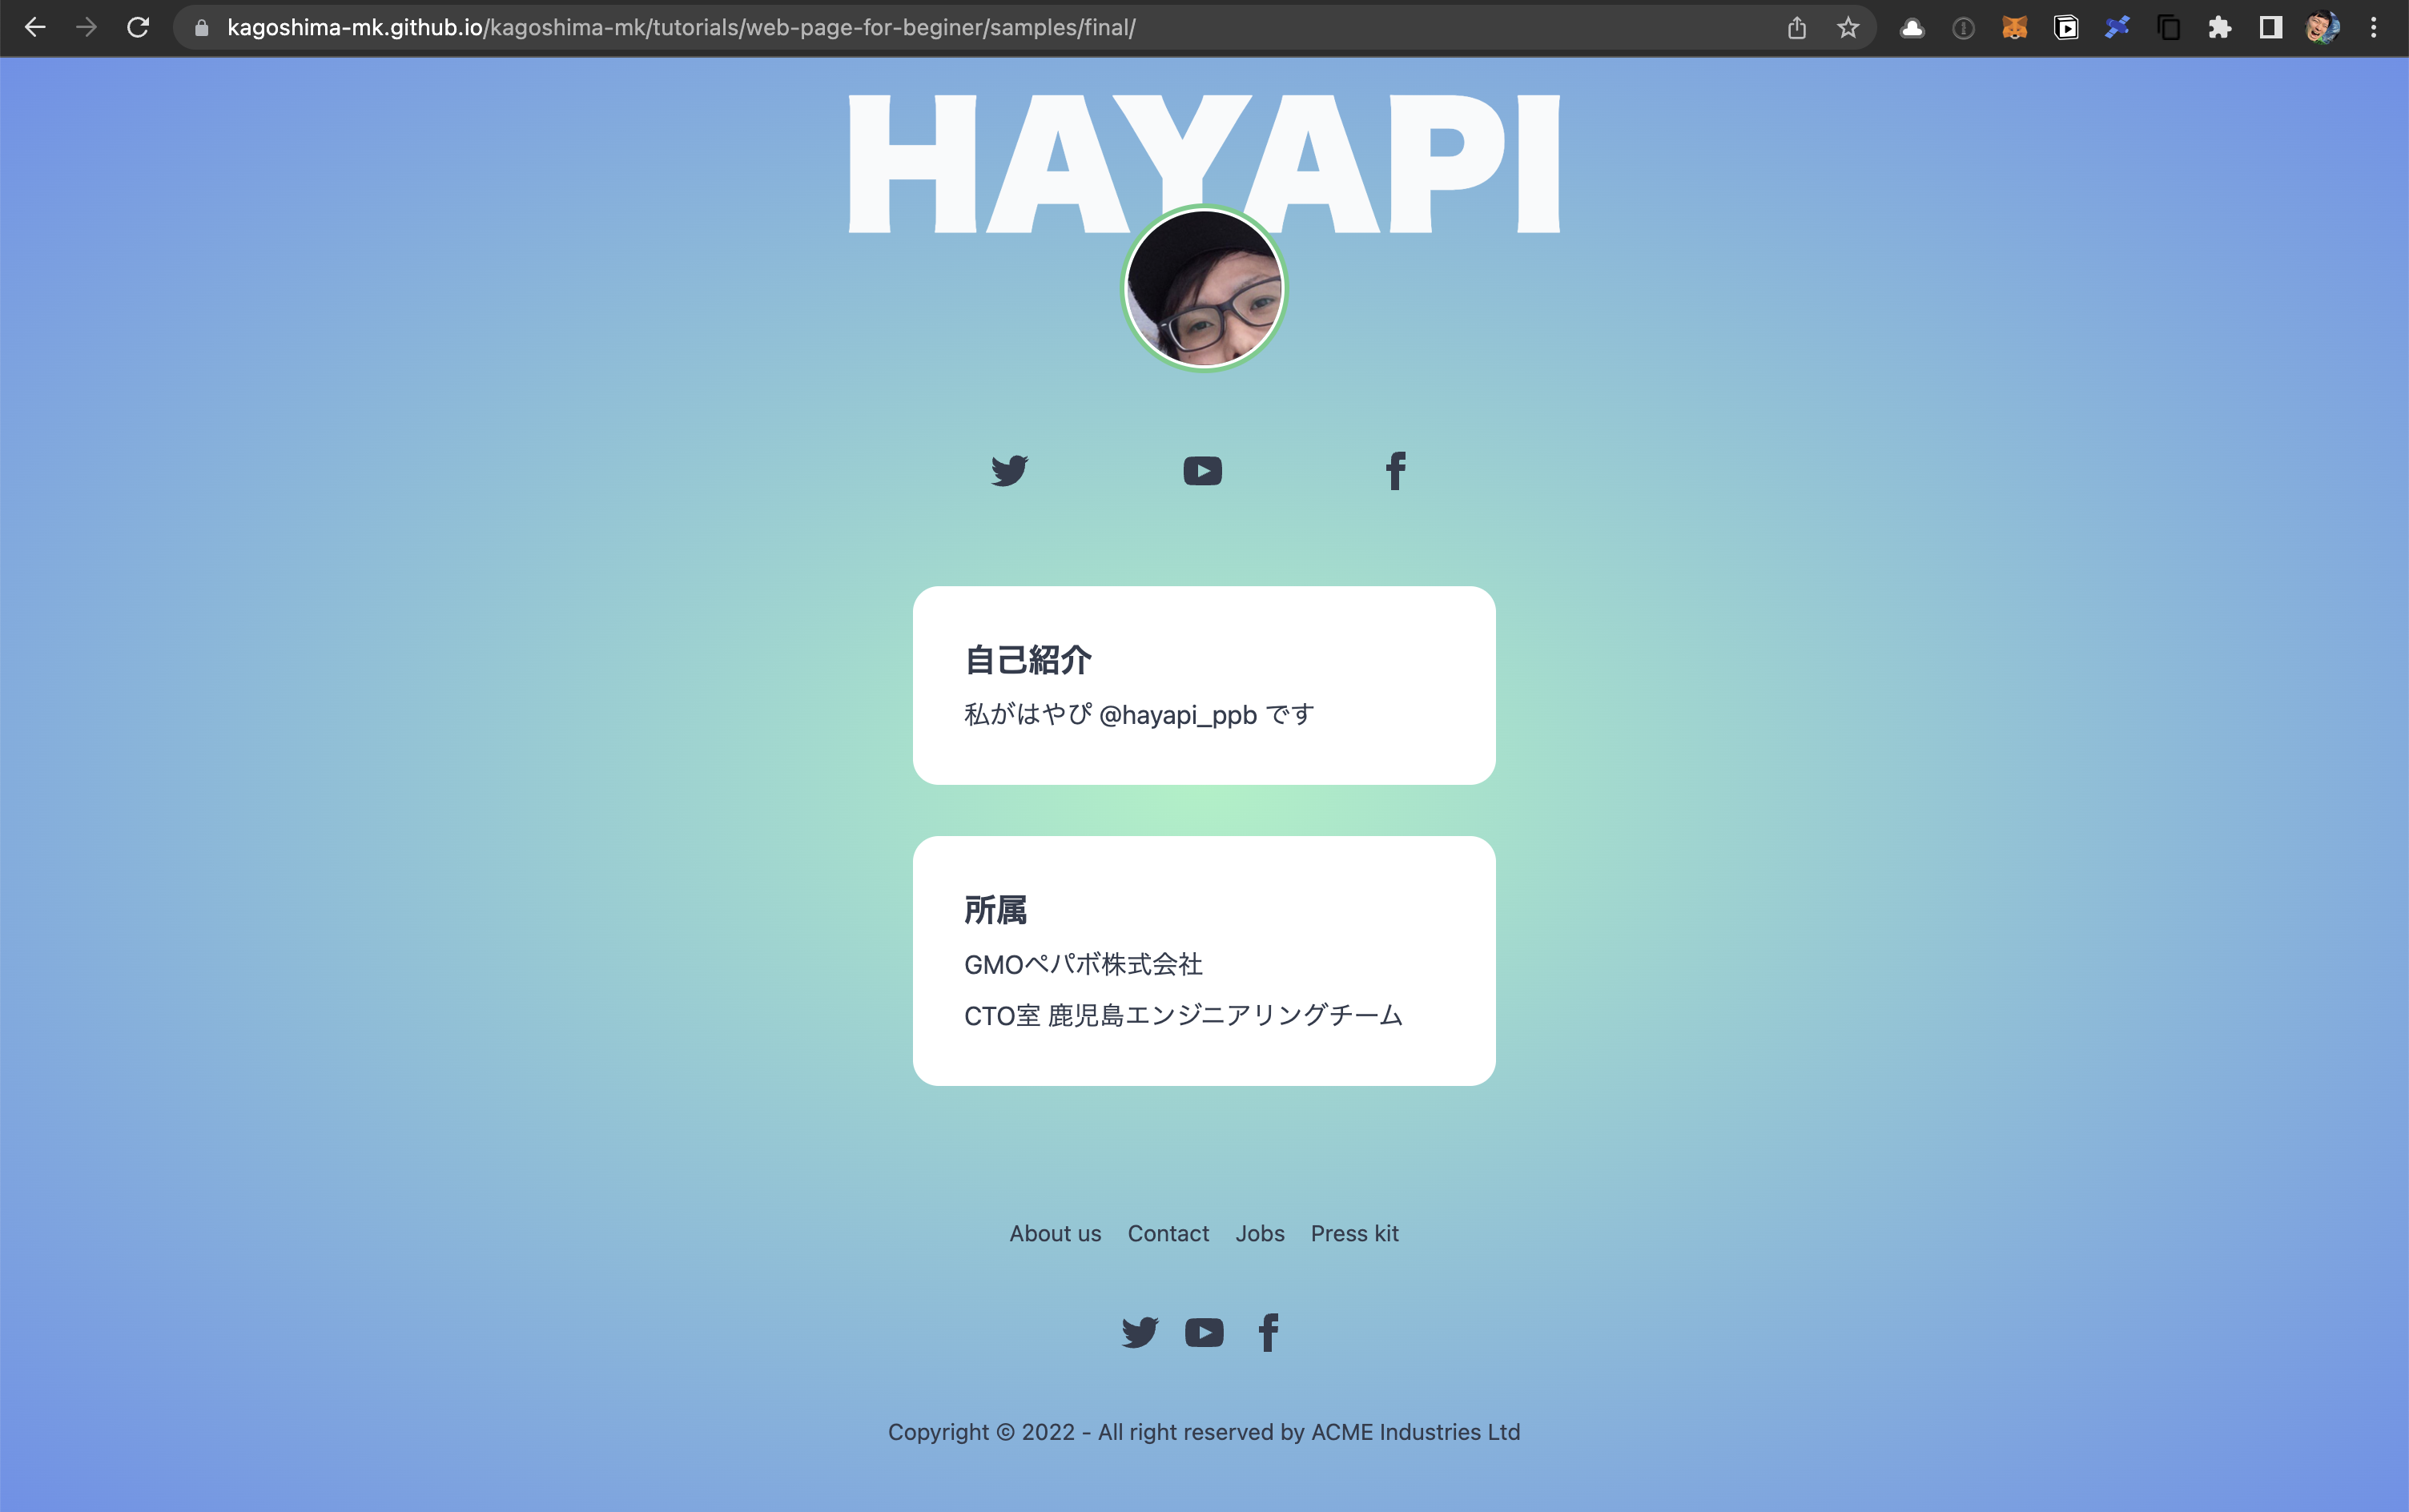 kagoshima-mk.github.io/kagoshima-mk/tutorials/web-page-for-beginer/samples/final/
HAYAPI
自己紹介
私がはやぴ @hayapi_ppb です
所属
GMOペパボ株式会社
CTO室 鹿児島エンジニアリングチーム
About us Contact Jobs Press kit
Copyright © 2022 - All right reserved by ACME Industries Ltd